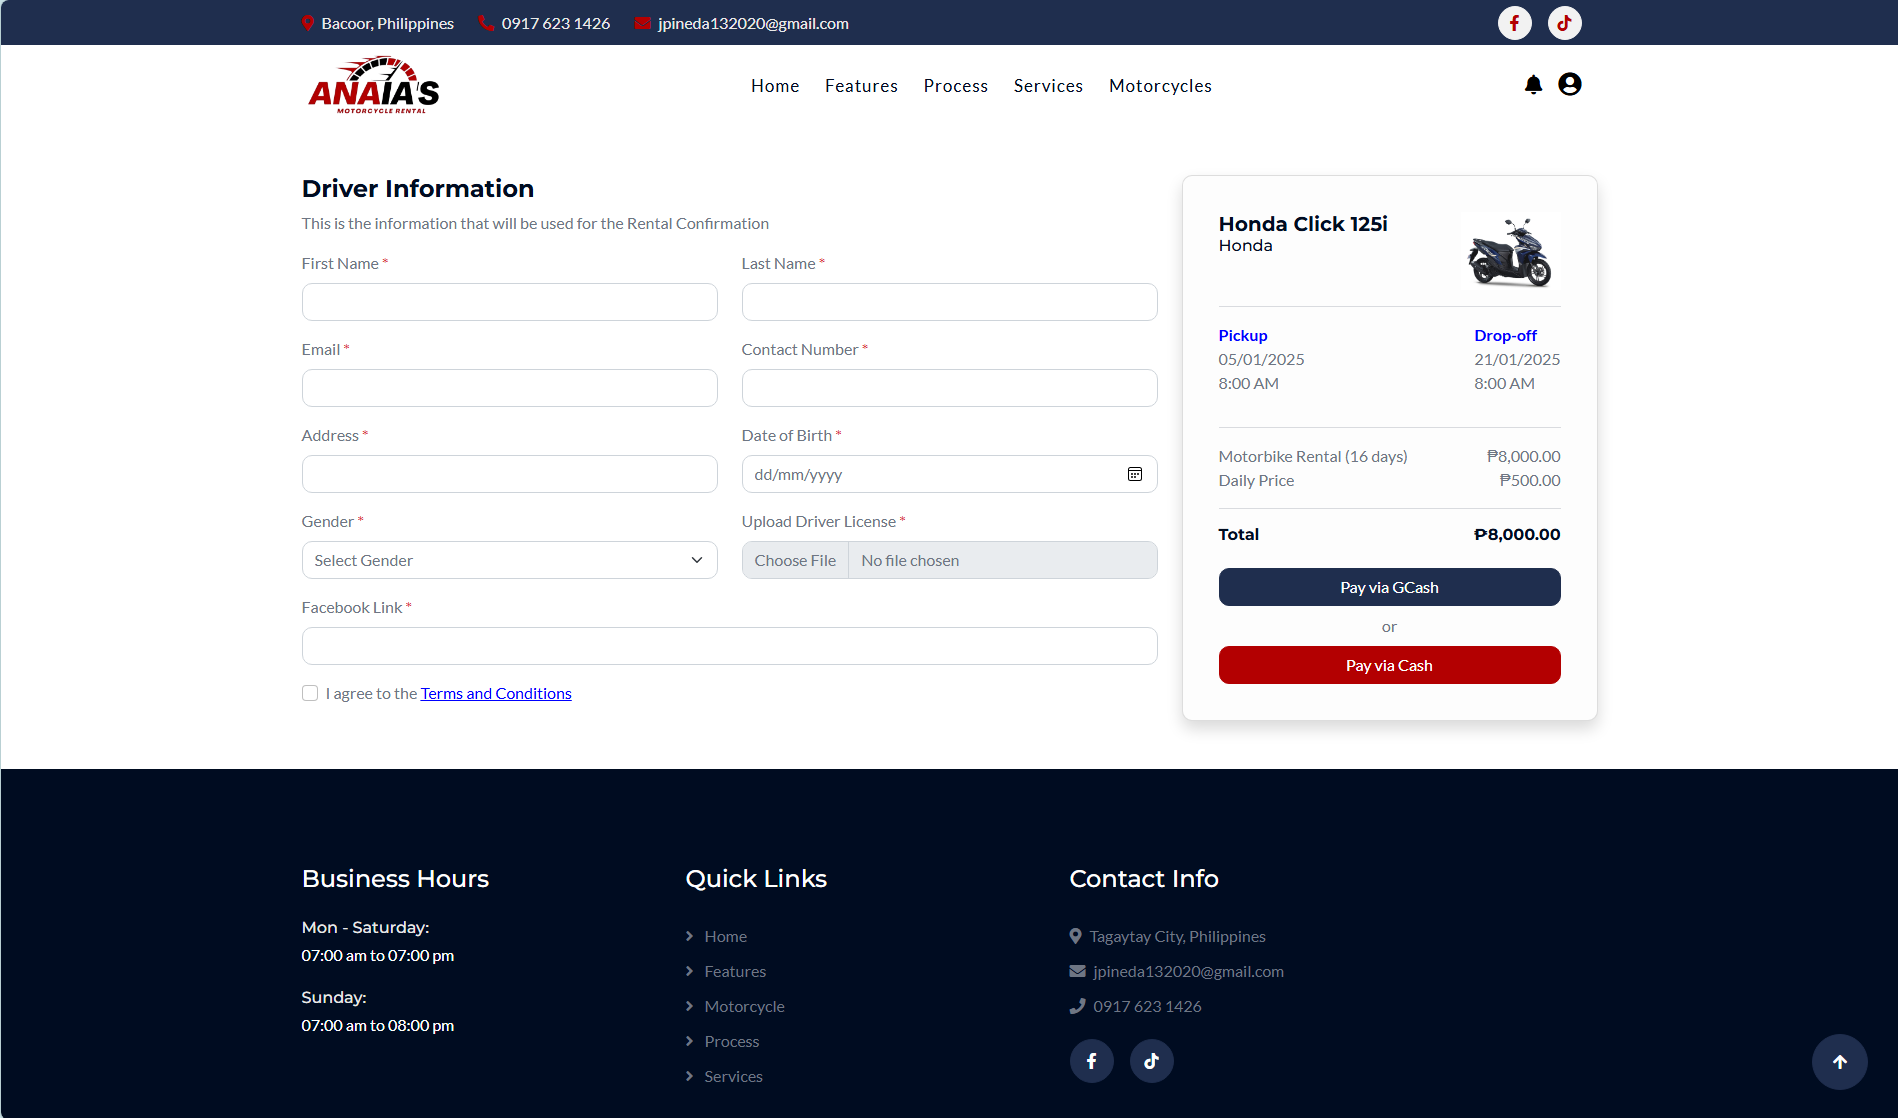 Bacoor, Philippines 0917 623 1426 jpineda132020@gmail.com
ANAIA'S
MOTORCYCLE RENTAL
Home Features Process Services Motorcycles
Driver Information
This is the information that will be used for the Rental Confirmation
First Name * Last Name *
Email * Contact Number *
Address * Date of Birth *
dd/mm/yyyy
Gender * Upload Driver License *
Select Gender Choose File No file chosen
Facebook Link *
I agree to the Terms and Conditions
Honda Click 125i
Honda
Pickup Drop-off
05/01/2025 21/01/2025
8:00 AM 8:00 AM
Motorbike Rental (16 days) ₱8,000.00
Daily Price ₱500.00
Total ₱8,000.00
Pay via GCash
or
Pay via Cash
Business Hours
Mon - Saturday:
07:00 am to 07:00 pm
Sunday:
07:00 am to 08:00 pm
Quick Links
Home
Features
Motorcycle
Process
Services
Contact Info
Tagaytay City, Philippines
jpineda132020@gmail.com
0917 623 1426